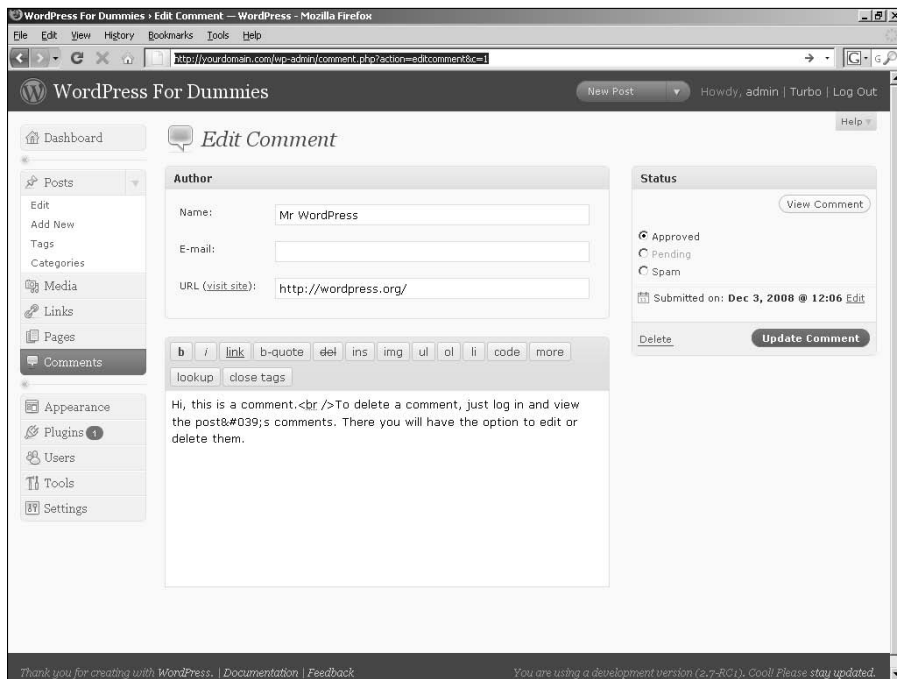 WordPress For Dummies › Edit Comment — WordPress - Mozilla Firefox
File Edit View History Bookmarks Tools Help
http://yourdomain.com/wp-admin/comment.php?action=editcomment&c=1
G
WordPress For Dummies
New Post
Howdy, admin | Turbo | Log Out
Help
Dashboard
Posts
Edit
Add New
Tags
Categories
Media
Links
Pages
Comments
Appearance
Plugins 1
Users
Tools
Settings
Edit Comment
Author
Name: Mr WordPress
E-mail:
URL (visit site): http://wordpress.org/
b i link b-quote del ins img ul ol li code more
lookup close tags
Hi, this is a comment.<br />To delete a comment, just log in and view
the post&#039;s comments. There you will have the option to edit or
delete them.
Status
View Comment
Approved
Pending
Spam
Submitted on: Dec 3, 2008 @ 12:06 Edit
Delete
Update Comment
Thank you for creating with WordPress. | Documentation | Feedback
You are using a development version (2.7-RC1). Cool! Please stay updated.